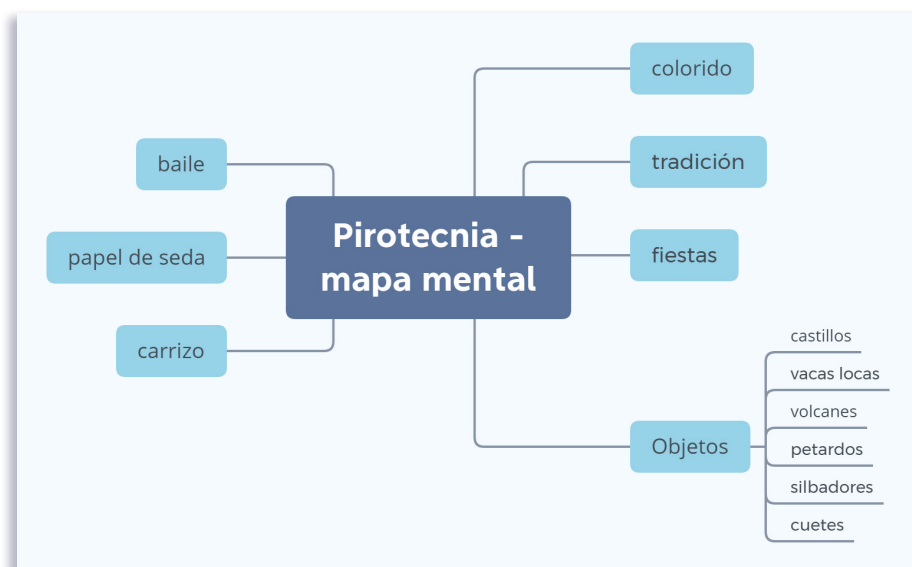 Pirotecnia -
mapa mental
colorido
tradición
fiestas
Objetos
castillos
vacas locas
volcanes
petardos
silbadores
cuetes
baile
papel de seda
carrizo